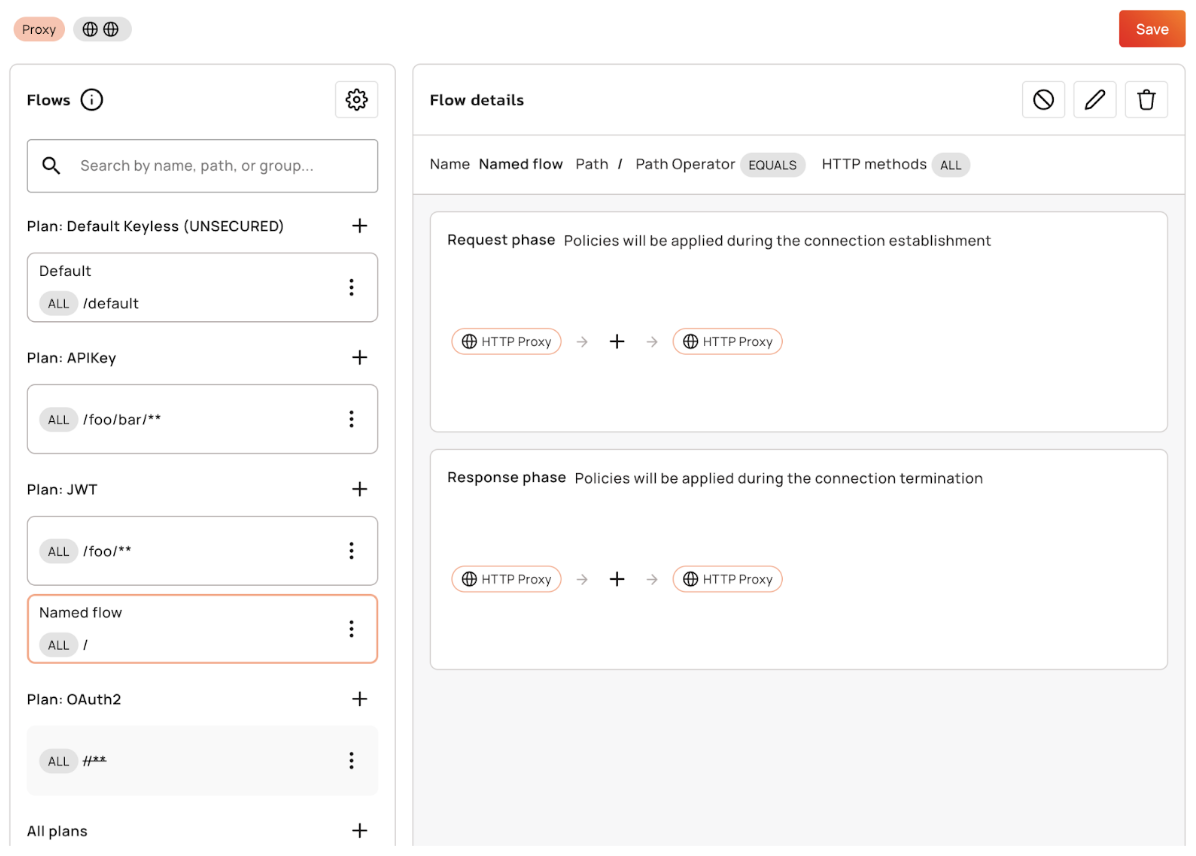 Proxy
Save
Flows
Search by name, path, or group...
Plan: Default Keyless (UNSECURED)
Default
ALL /default
Plan: APIKey
ALL /foo/bar/**
Plan: JWT
ALL /foo/**
Named flow
ALL /
Plan: OAuth2
ALL //**
All plans
Flow details
Name Named flow Path / Path Operator EQUALS HTTP methods ALL
Request phase Policies will be applied during the connection establishment
HTTP Proxy HTTP Proxy
Response phase Policies will be applied during the connection termination
HTTP Proxy HTTP Proxy